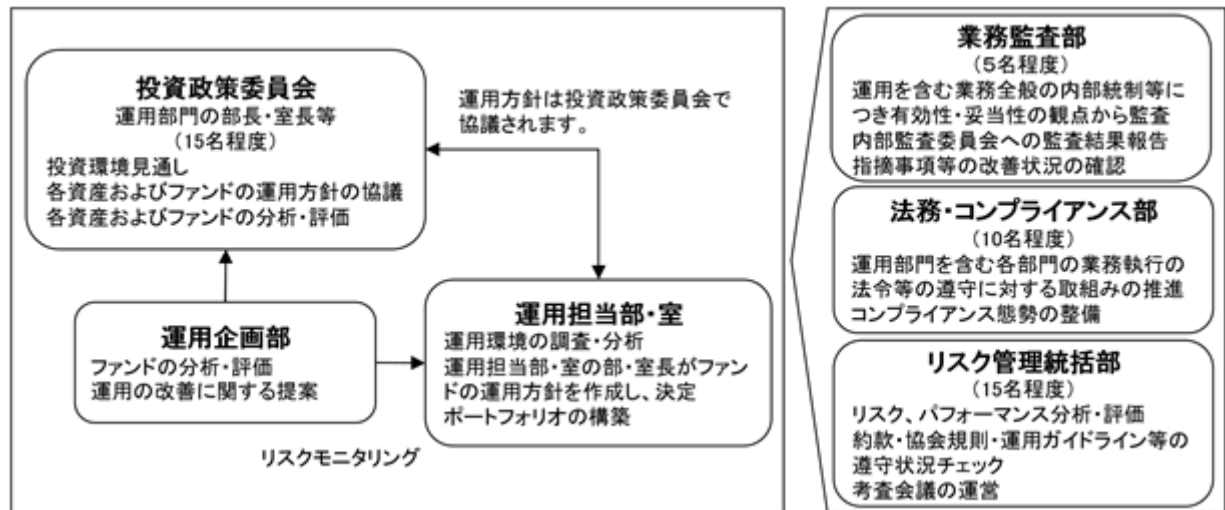 投資政策委員会
運用部門の部長・室長等
(15名程度)
投資環境見通し
各資産およびファンドの運用方針の協議
各資産およびファンドの分析・評価
運用方針は投資政策委員会で
協議されます。
運用企画部
ファンドの分析・評価
運用の改善に関する提案
運用担当部・室
運用環境の調査・分析
運用担当部・室の部・室長がファン
ドの運用方針を作成し、決定
ポートフォリオの構築
リスクモニタリング
業務監査部
(5名程度)
運用を含む業務全般の内部統制等に
つき有効性・妥当性の観点から監査
内部監査委員会への監査結果報告
指摘事項等の改善状況の確認
法務・コンプライアンス部
(10名程度)
運用部門を含む各部門の業務執行の
法令等の遵守に対する取組みの推進
コンプライアンス態勢の整備
リスク管理統括部
(15名程度)
リスク、パフォーマンス分析・評価
約款・協会規則・運用ガイドライン等の
遵守状況チェック
考査会議の運営